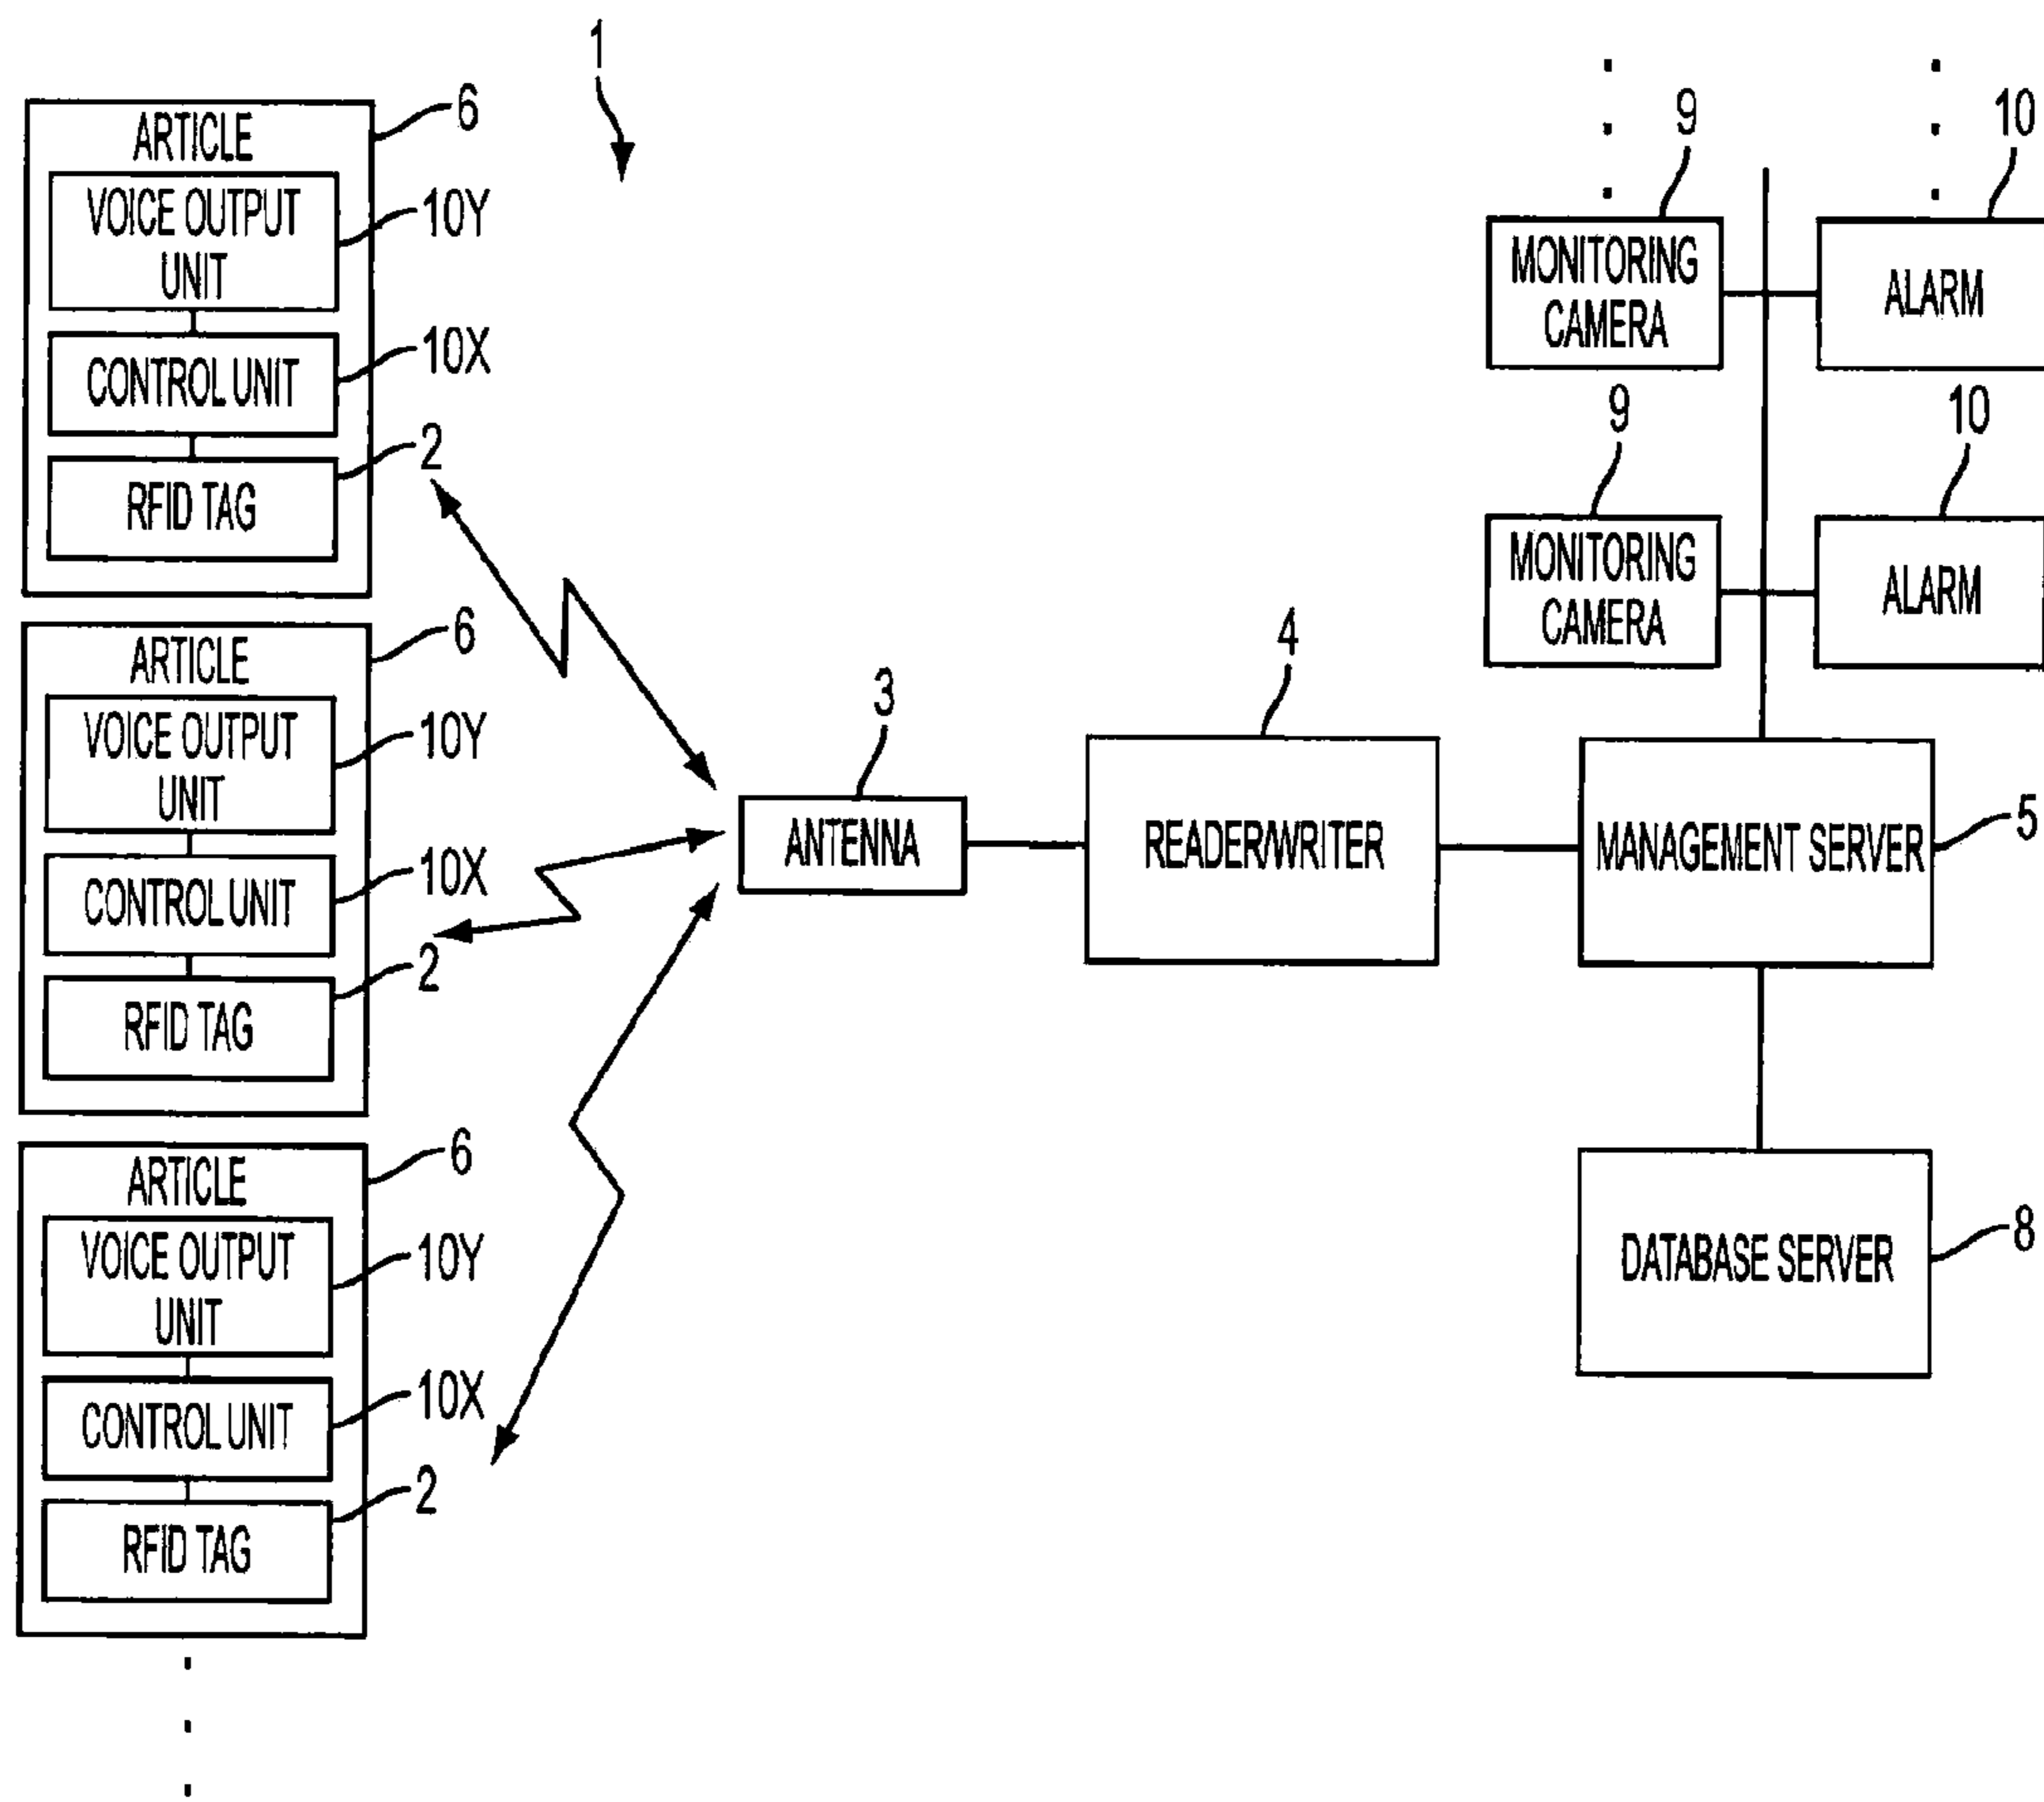 1
ARTICLE
6
VOICE OUTPUT
UNIT
10Y
CONTROL UNIT
10X
RFID TAG
2
ARTICLE
6
VOICE OUTPUT
UNIT
10Y
CONTROL UNIT
10X
RFID TAG
2
ARTICLE
6
VOICE OUTPUT
UNIT
10Y
CONTROL UNIT
10X
RFID TAG
2
3
ANTENNA
4
READER/WRITER
9
MONITORING
CAMERA
10
ALARM
9
MONITORING
CAMERA
10
ALARM
MANAGEMENT SERVER
5
DATABASE SERVER
8